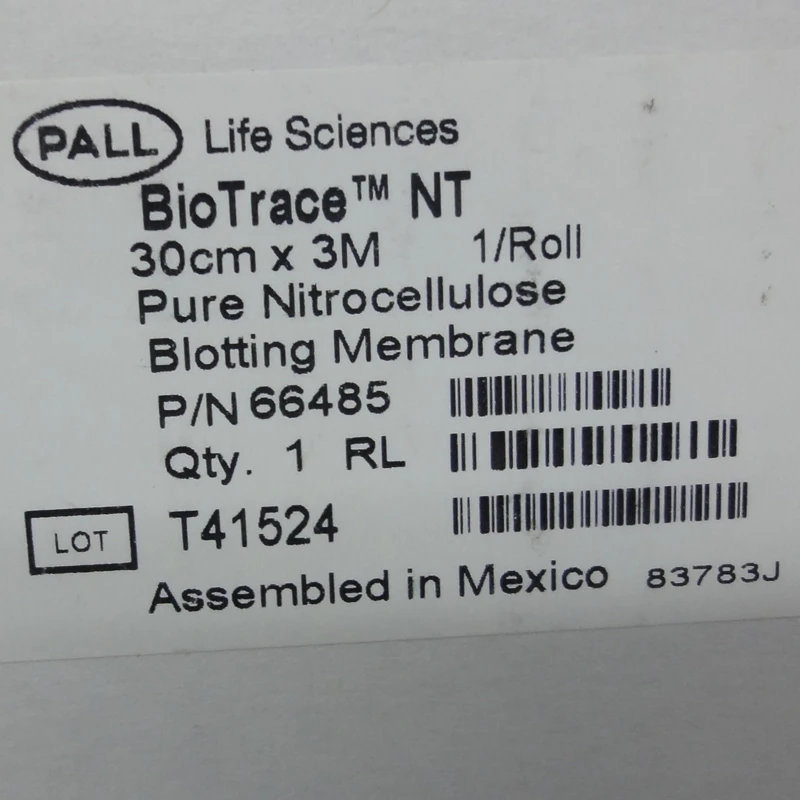 PALL Life Sciences
BioTrace™ NT
30cm x 3M 1/Roll
Pure Nitrocellulose
Blotting Membrane
P/N 66485
Qty. 1 RL
LOT T41524
Assembled in Mexico 83783J